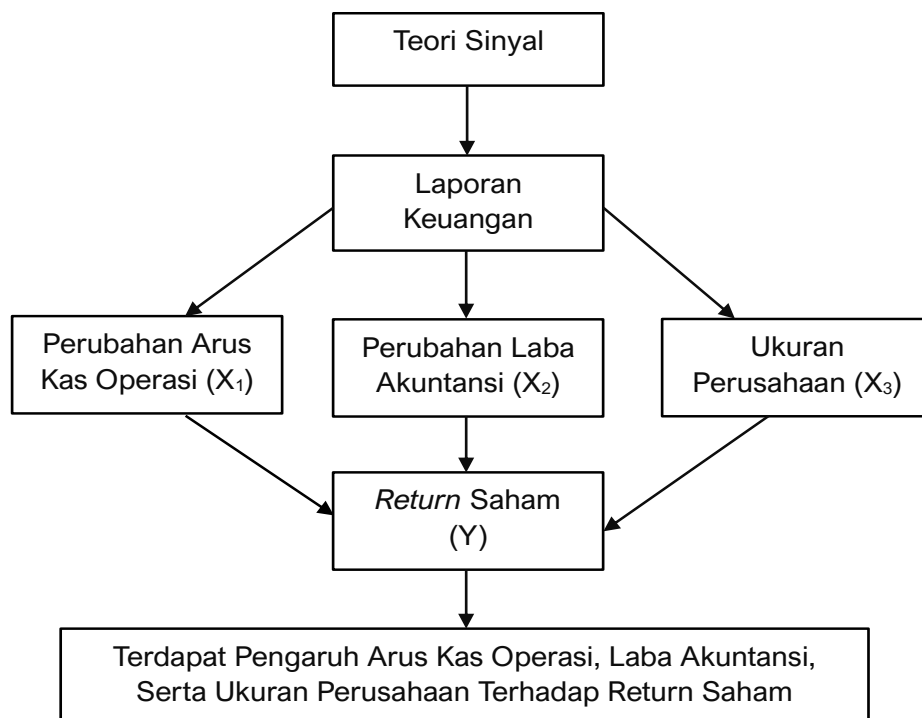 Teori Sinyal
Laporan
Keuangan
Perubahan Arus
Kas Operasi (X₁)
Perubahan Laba
Akuntansi (X₂)
Ukuran
Perusahaan (X₃)
Return Saham
(Y)
Terdapat Pengaruh Arus Kas Operasi, Laba Akuntansi,
Serta Ukuran Perusahaan Terhadap Return Saham